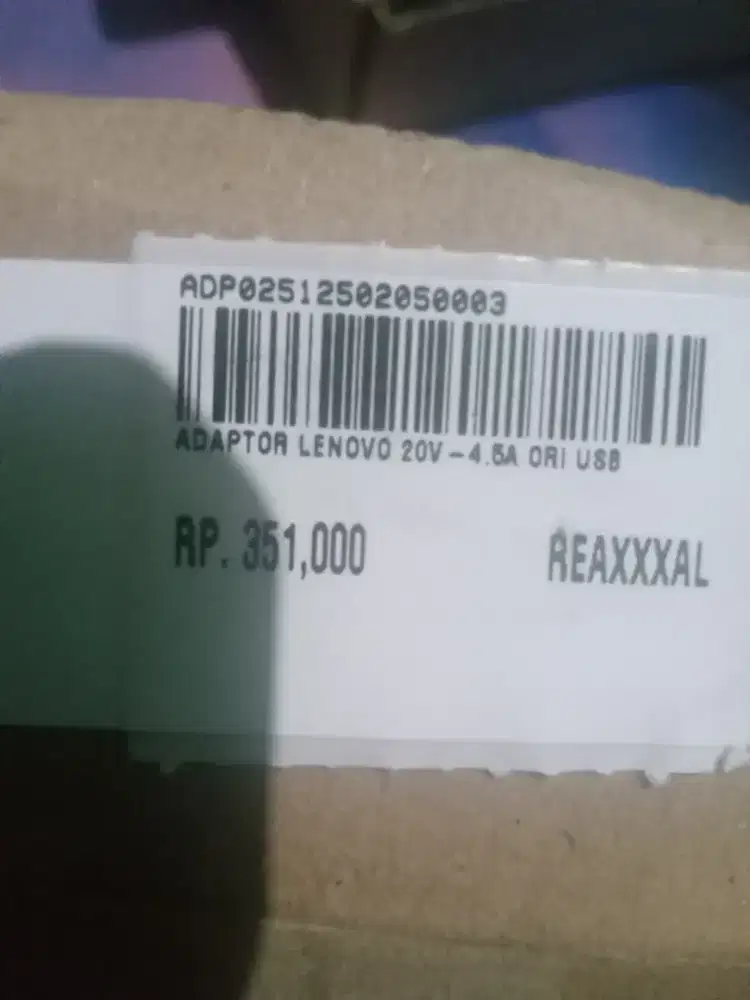 ADP02512502050003
ADAPTOR LENOVO 20V-4.5A ORI USB
RP. 351,000
REAXXXAL